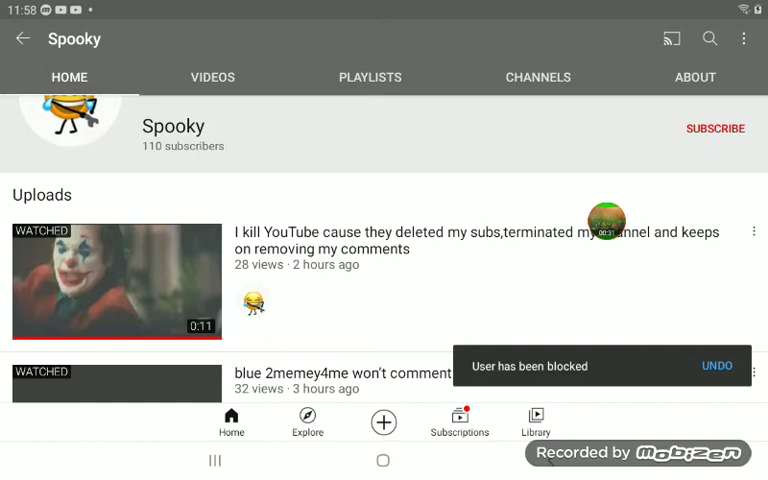 11:58
Spooky
HOME VIDEOS PLAYLISTS CHANNELS ABOUT
Spooky
110 subscribers
SUBSCRIBE
Uploads
WATCHED
0:11
I kill YouTube cause they deleted my subs,terminated my channel and keeps
on removing my comments
28 views · 2 hours ago
00:31
WATCHED
blue 2memey4me won't comment
32 views · 3 hours ago
User has been blocked UNDO
Home Explore Subscriptions Library
Recorded by Mobizen